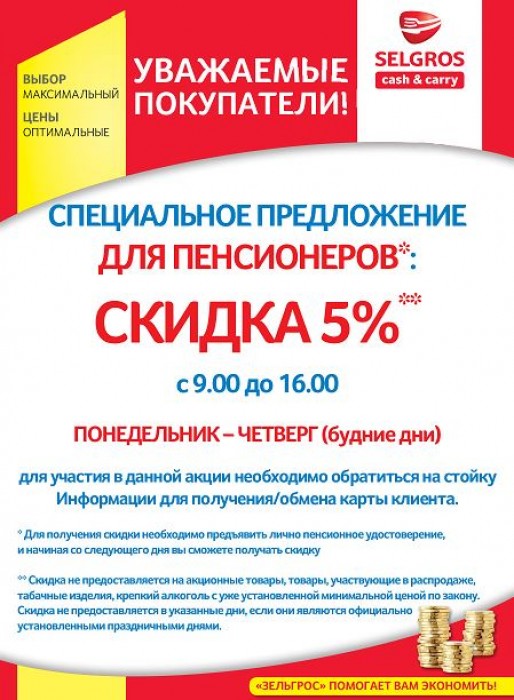 ВЫБОР
МАКСИМАЛЬНЫЙ
ЦЕНЫ
ОПТИМАЛЬНЫЕ
УВАЖАЕМЫЕ
ПОКУПАТЕЛИ!
SELGROS
cash & carry
СПЕЦИАЛЬНОЕ ПРЕДЛОЖЕНИЕ
ДЛЯ ПЕНСИОНЕРОВ*:
СКИДКА 5%**
с 9.00 до 16.00
ПОНЕДЕЛЬНИК – ЧЕТВЕРГ (будние дни)
для участия в данной акции необходимо обратиться на стойку
Информации для получения/обмена карты клиента.
* Для получения скидки необходимо предъявить лично пенсионное удостоверение,
и начиная со следующего дня вы сможете получать скидку
** Скидка не предоставляется на акционные товары, товары, участвующие в распродаже,
табачные изделия, крепкий алкоголь с уже установленной минимальной ценой по закону.
Скидка не предоставляется в указанные дни, если они являются официально
установленными праздничными днями.
«ЗЕЛЬГРОС» ПОМОГАЕТ ВАМ ЭКОНОМИТЬ!